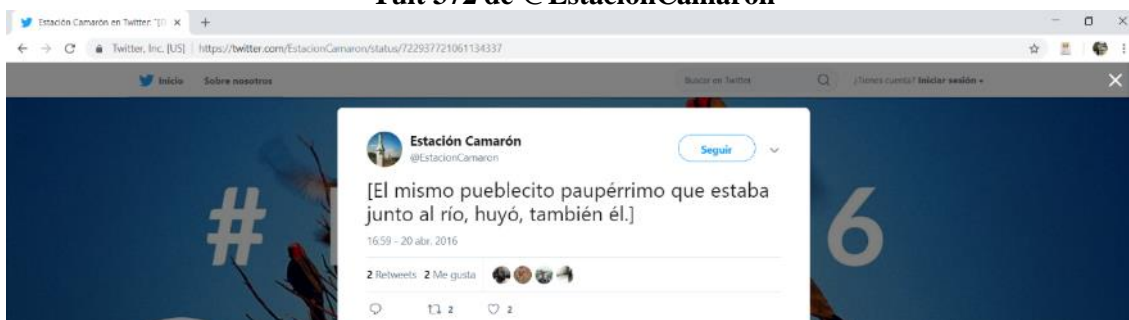 Tuit 572 de @EstacionCamaron
Estación Camarón en Twitter: "[El
Twitter, Inc. [US] https://twitter.com/EstacionCamaron/status/722937721061134337
Inicio Sobre nosotros Buscar en Twitter ¿Tienes cuenta? Iniciar sesión
Estación Camarón
@EstacionCamaron
Seguir
[El mismo pueblecito paupérrimo que estaba
junto al río, huyó, también él.]
16:59 - 20 abr. 2016
2 Retweets 2 Me gusta
2 2
# 6